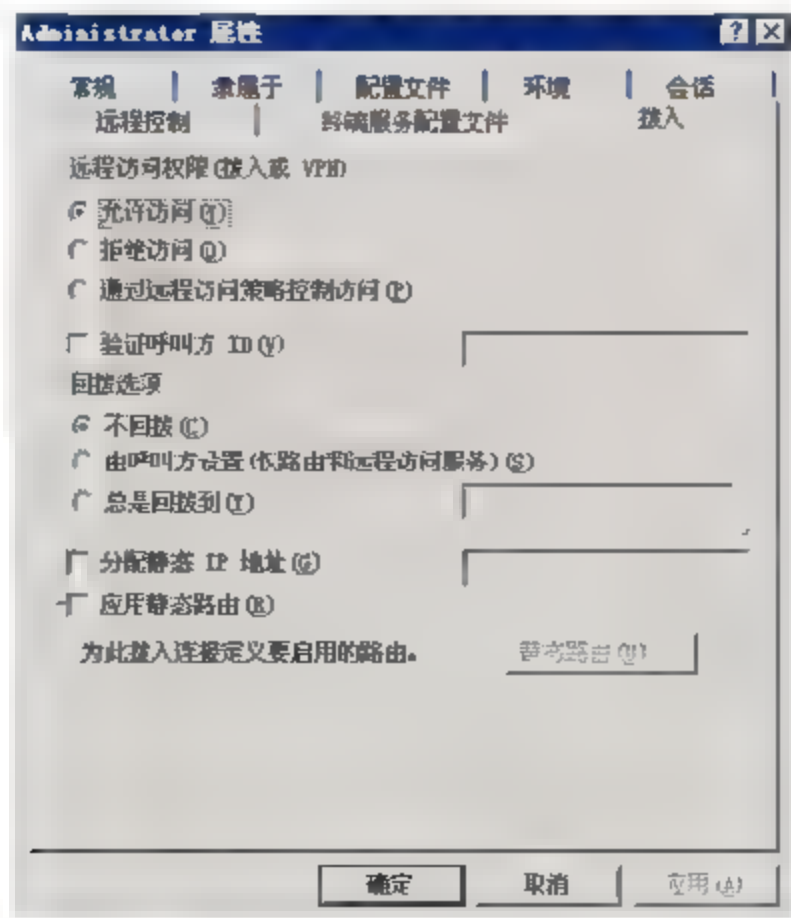 Administrator 属性
常规 隶属于 配置文件 环境 会话
远程控制 终端服务配置文件 拨入
远程访问权限(拨入或 VPN)
允许访问(Y)
拒绝访问(D)
通过远程访问策略控制访问(P)
验证呼叫方 ID(V)
回拨选项
不回拨(C)
由呼叫方设置(仅路由和远程访问服务)(S)
总是回拨到(Y)
分配静态 IP 地址(G)
应用静态路由(R)
为此拨入连接定义要启用的路由。 静态路由(U)
确定 取消 应用(A)